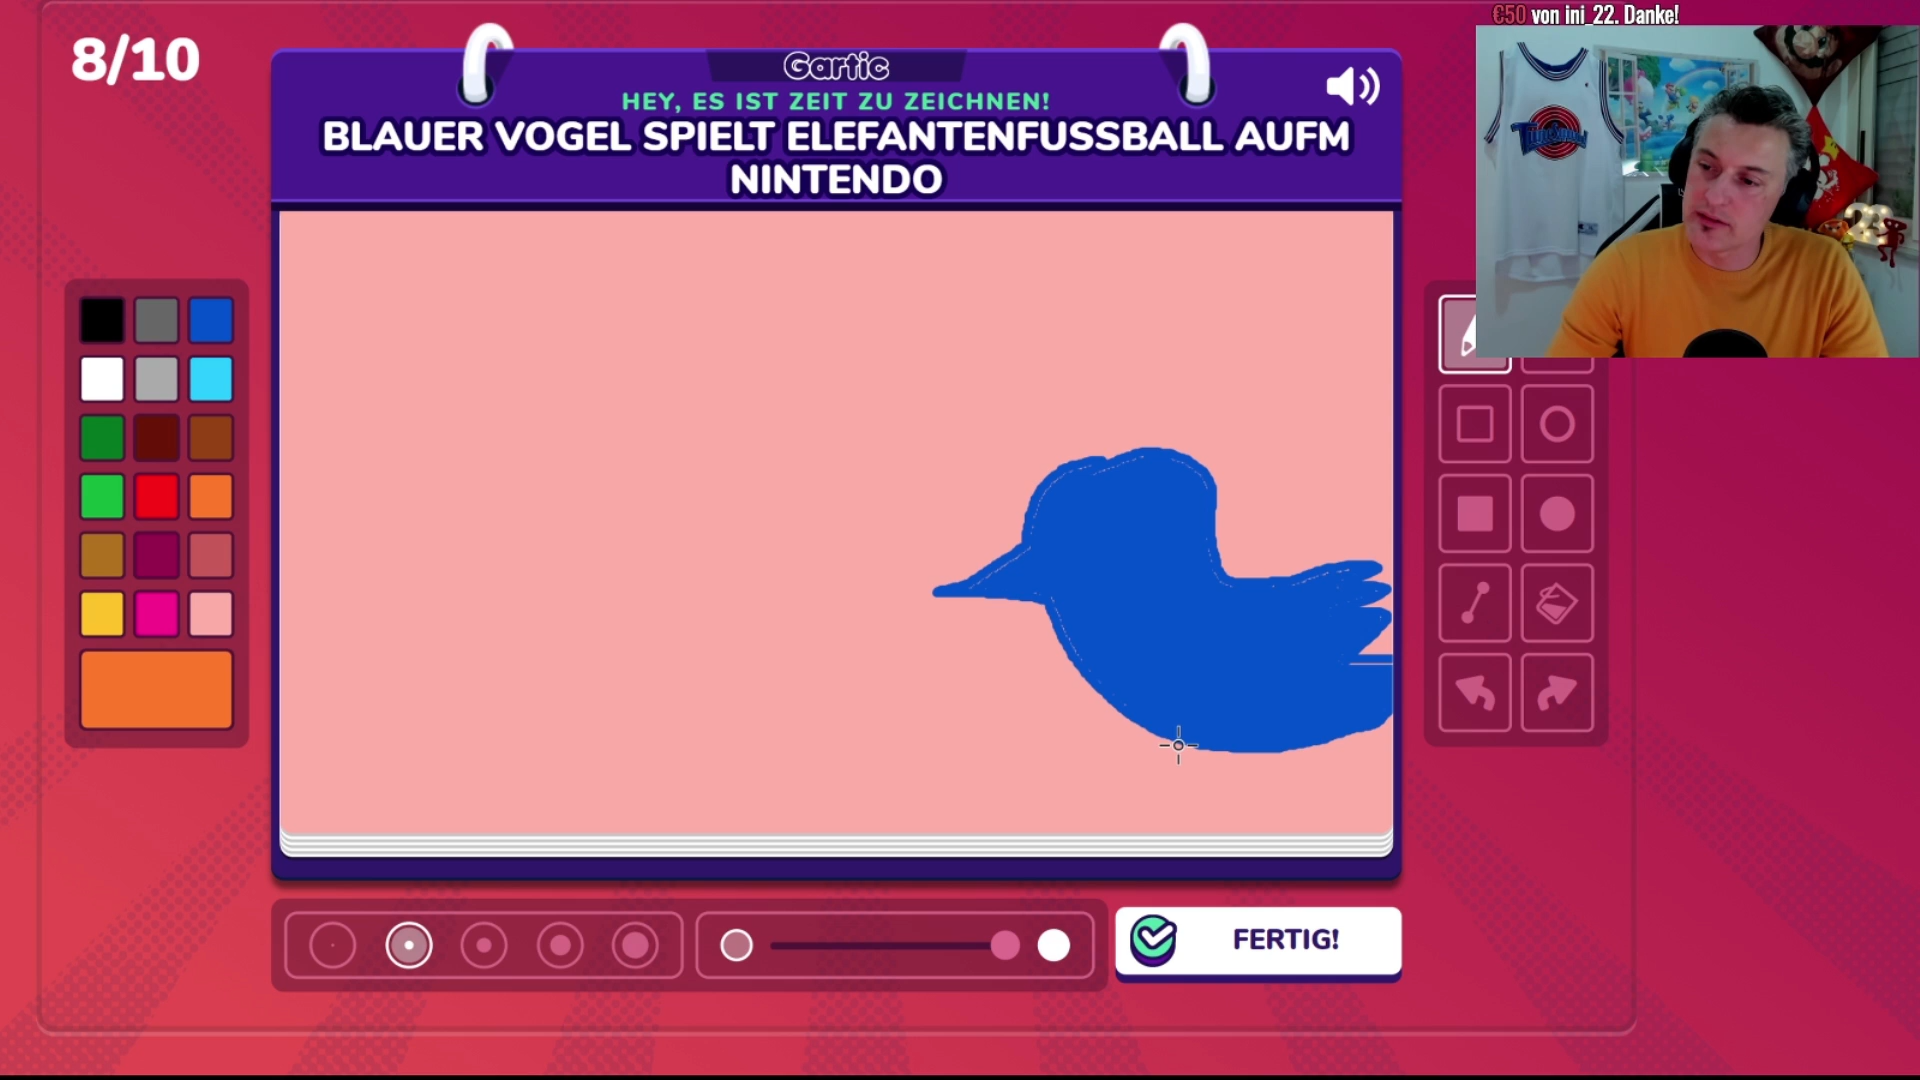 €50 von ini_22. Danke!
8/10
Gartic
HEY, ES IST ZEIT ZU ZEICHNEN!
BLAUER VOGEL SPIELT ELEFANTENFUSSBALL AUFM
NINTENDO
FERTIG!